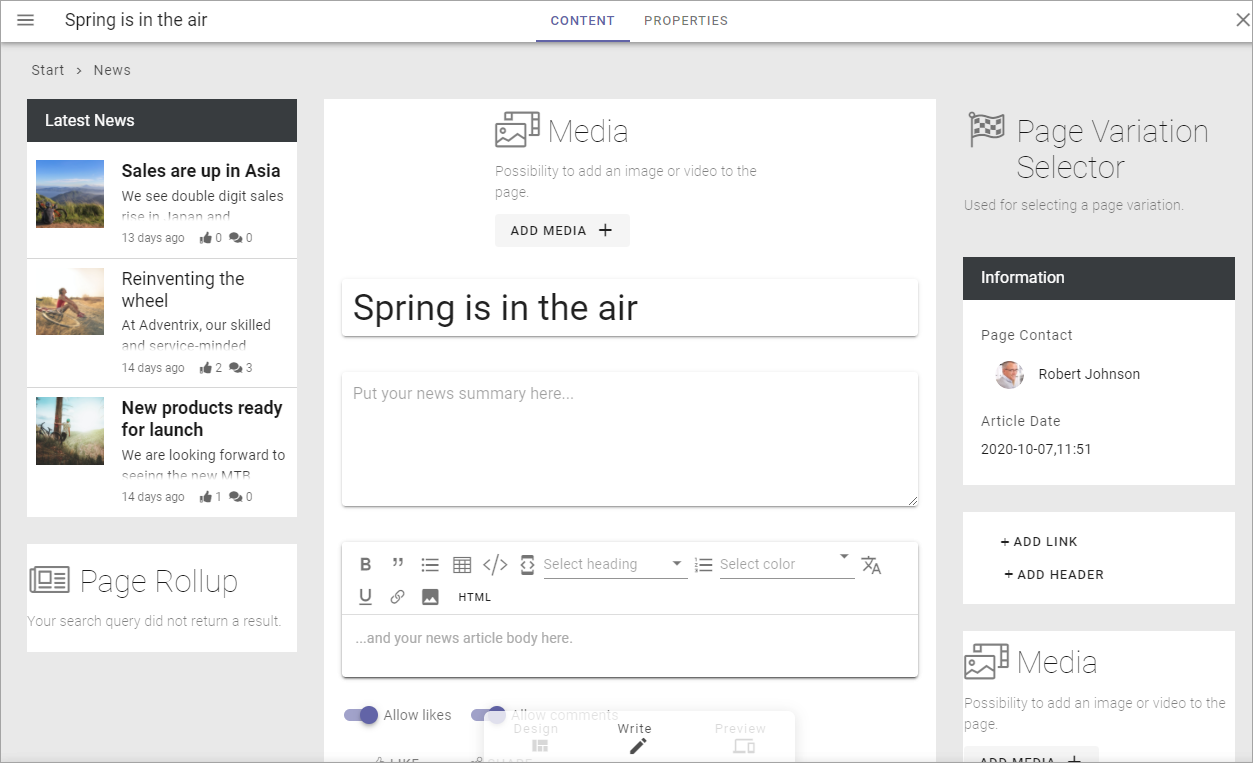 Spring is in the air
CONTENT
PROPERTIES
Start > News
Latest News
Sales are up in Asia
We see double digit sales
rise in Japan and
13 days ago 0 0
Reinventing the
wheel
At Adventrix, our skilled
and service-minded
14 days ago 2 3
New products ready
for launch
We are looking forward to
seeing the new MTB
14 days ago 1 0
Page Rollup
Your search query did not return a result.
Media
Possibility to add an image or video to the
page.
ADD MEDIA +
Spring is in the air
Put your news summary here...
B Select heading Select color
U HTML
...and your news article body here.
Allow likes Allow comments
Design Write Preview
LIKE SHARE
Page Variation
Selector
Used for selecting a page variation.
Information
Page Contact
Robert Johnson
Article Date
2020-10-07,11:51
+ ADD LINK
+ ADD HEADER
Media
Possibility to add an image or video to the
page.
ADD MEDIA +